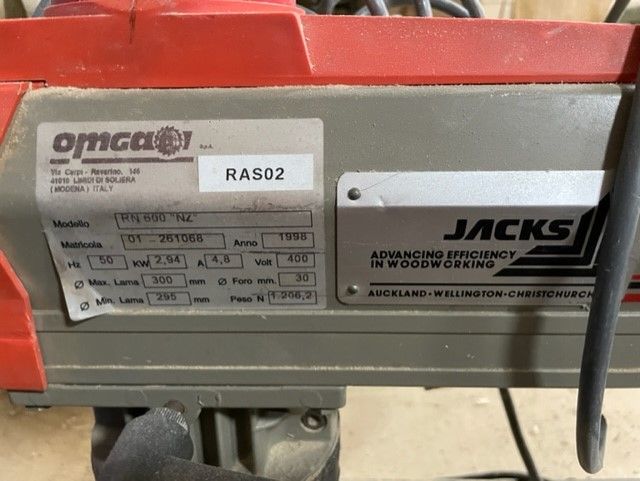 omga S.p.A.
Via Carpi - Ravarino, 146
41010 LIMIDI DI SOLIERA
( MODENA ) ITALY
RAS02
Modello RN 600 "NZ"
Matricola 01 - 261068 Anno 1998
Hz 50 KW 2,94 A 4,8 Volt 400
Ø Max. Lama 300 mm Ø Foro mm. 30
Ø Min. Lama 295 mm Peso N 1.206,2
JACKS
ADVANCING EFFICIENCY
IN WOODWORKING
AUCKLAND • WELLINGTON • CHRISTCHURCH